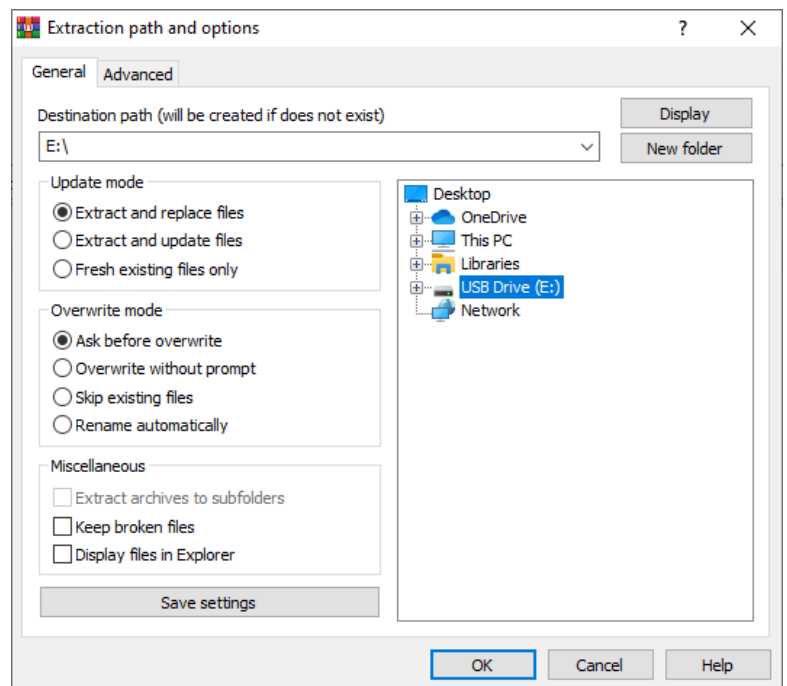 Extraction path and options
?
General
Advanced
Destination path (will be created if does not exist)
Display
E:\
New folder
Update mode
Extract and replace files
Extract and update files
Fresh existing files only
Overwrite mode
Ask before overwrite
Overwrite without prompt
Skip existing files
Rename automatically
Miscellaneous
Extract archives to subfolders
Keep broken files
Display files in Explorer
Save settings
Desktop
OneDrive
This PC
Libraries
USB Drive (E:)
Network
OK
Cancel
Help